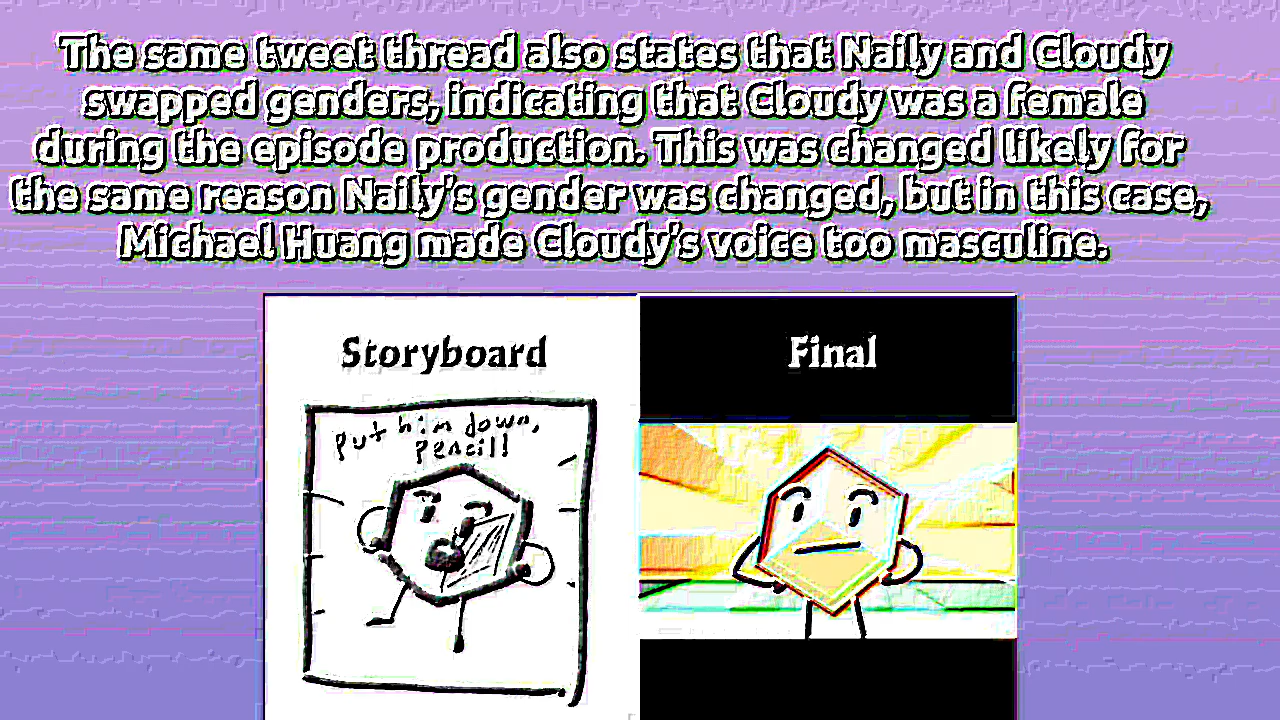 The same tweet thread also states that Naily and Cloudy
swapped genders, indicating that Cloudy was a female
during the episode production. This was changed likely for
the same reason Naily's gender was changed, but in this case,
Michael Huang made Cloudy's voice too masculine.
Storyboard
Final
Put him down,
pencil!